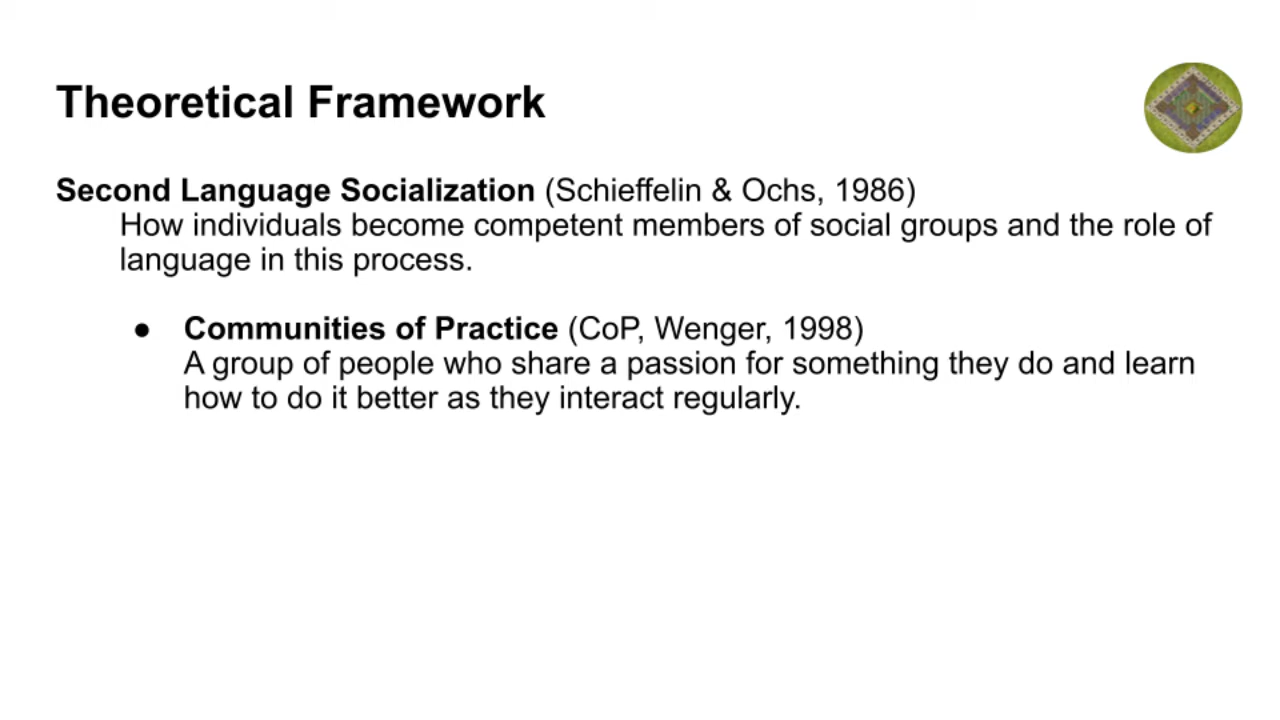 Theoretical Framework
Second Language Socialization (Schieffelin & Ochs, 1986)
How individuals become competent members of social groups and the role of
language in this process.
● Communities of Practice (CoP, Wenger, 1998)
A group of people who share a passion for something they do and learn
how to do it better as they interact regularly.